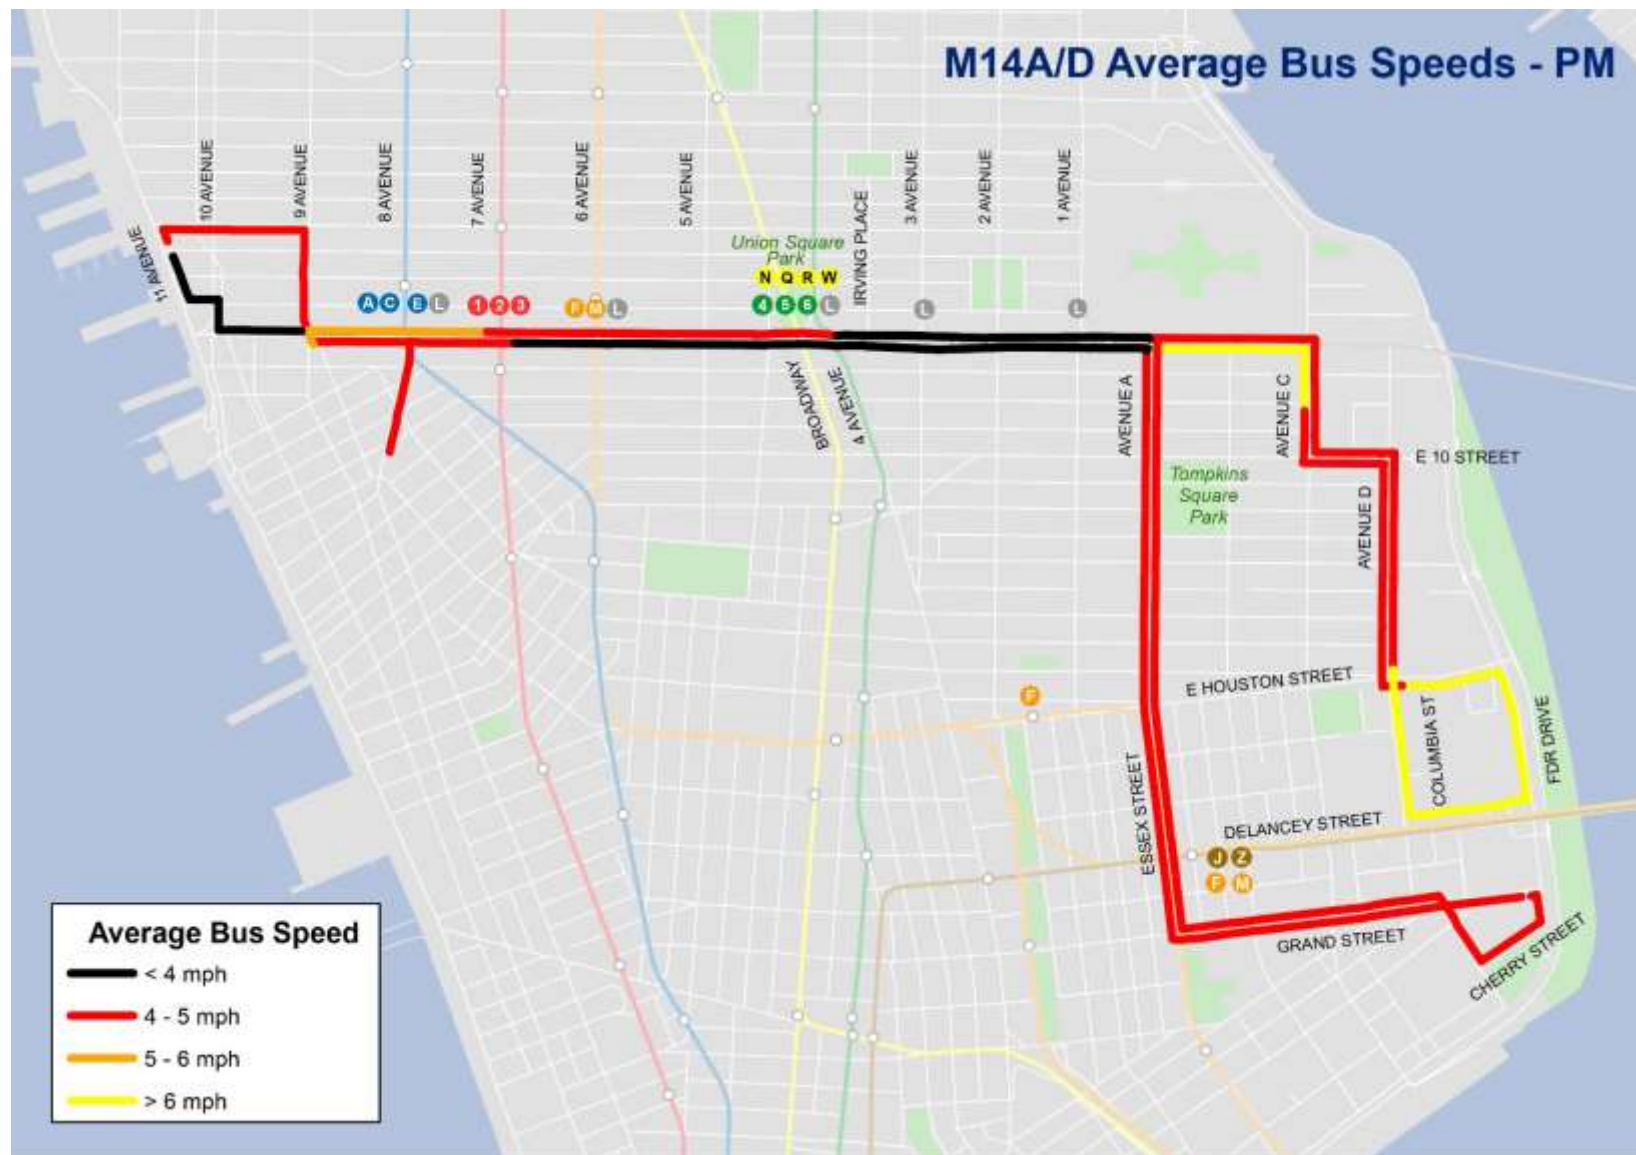 M14A/D Average Bus Speeds - PM
10 AVENUE
9 AVENUE
8 AVENUE
7 AVENUE
6 AVENUE
5 AVENUE
IRVING PLACE
3 AVENUE
2 AVENUE
1 AVENUE
11 AVENUE
Union Square
Park
N Q R W
A C E L
1 2 3
F M L
4 5 6 L
L
L
BROADWAY
4 AVENUE
AVENUE A
AVENUE C
E 10 STREET
Tompkins
Square
Park
AVENUE D
E HOUSTON STREET
F
COLUMBIA ST
FDR DRIVE
ESSEX STREET
DELANCEY STREET
J Z
F M
GRAND STREET
CHERRY STREET
Average Bus Speed
< 4 mph
4 - 5 mph
5 - 6 mph
> 6 mph